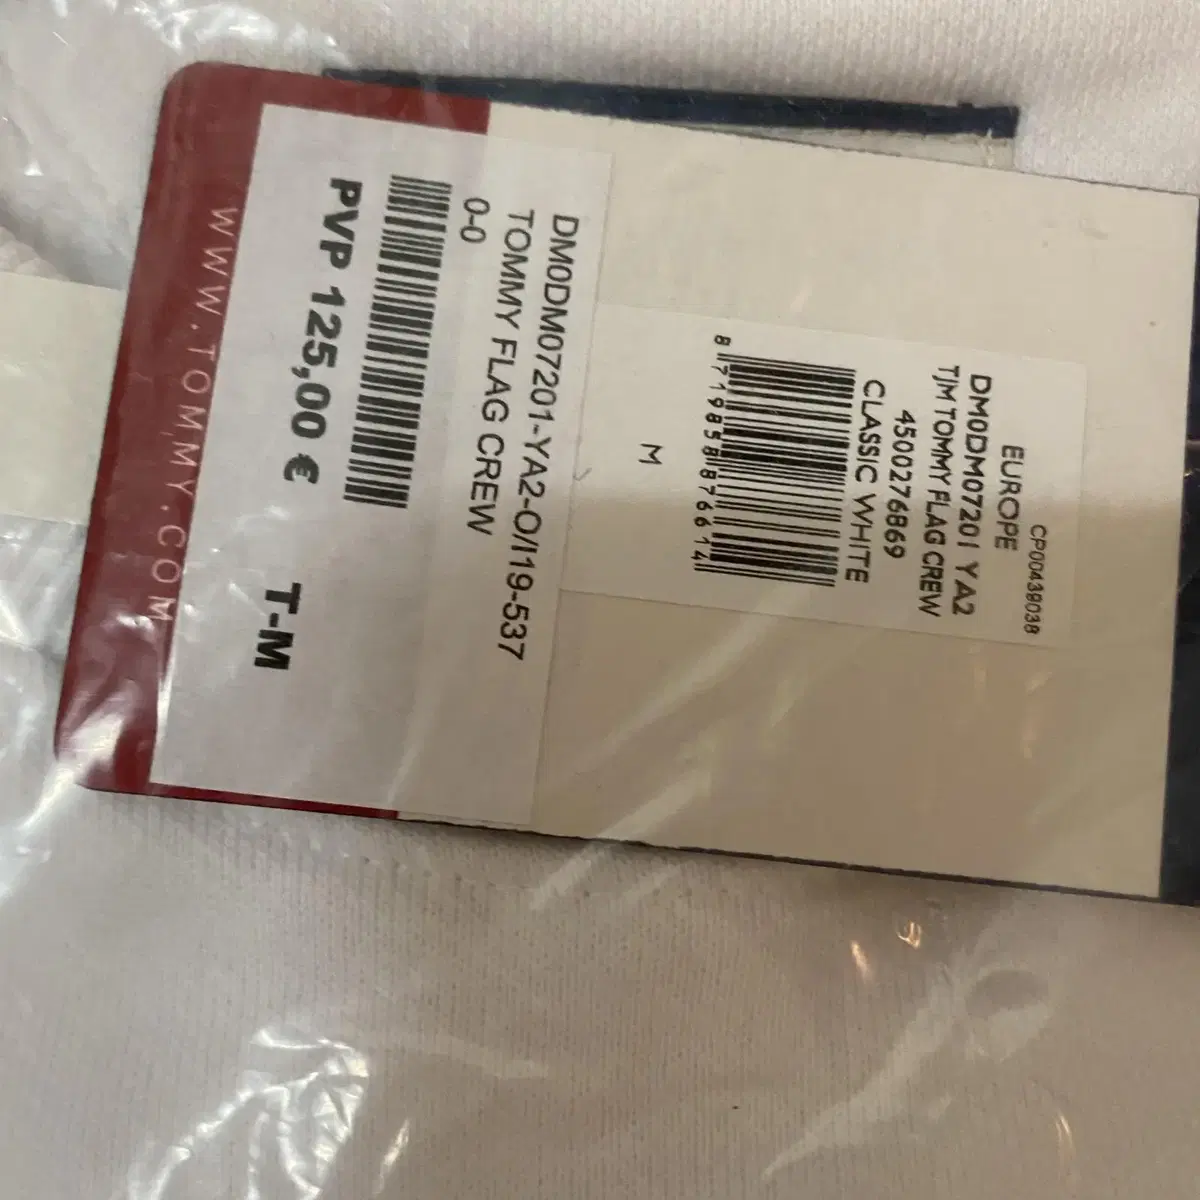 CP00439038
EUROPE
DM0DM07201 YA2
TJM TOMMY FLAG CREW
4500276869
CLASSIC WHITE
8719858876614
M
DM0DM07201-YA2-O/I19-537
TOMMY FLAG CREW
0-0
PVP 125,00 €
T-M
WWW.TOMMY.COM